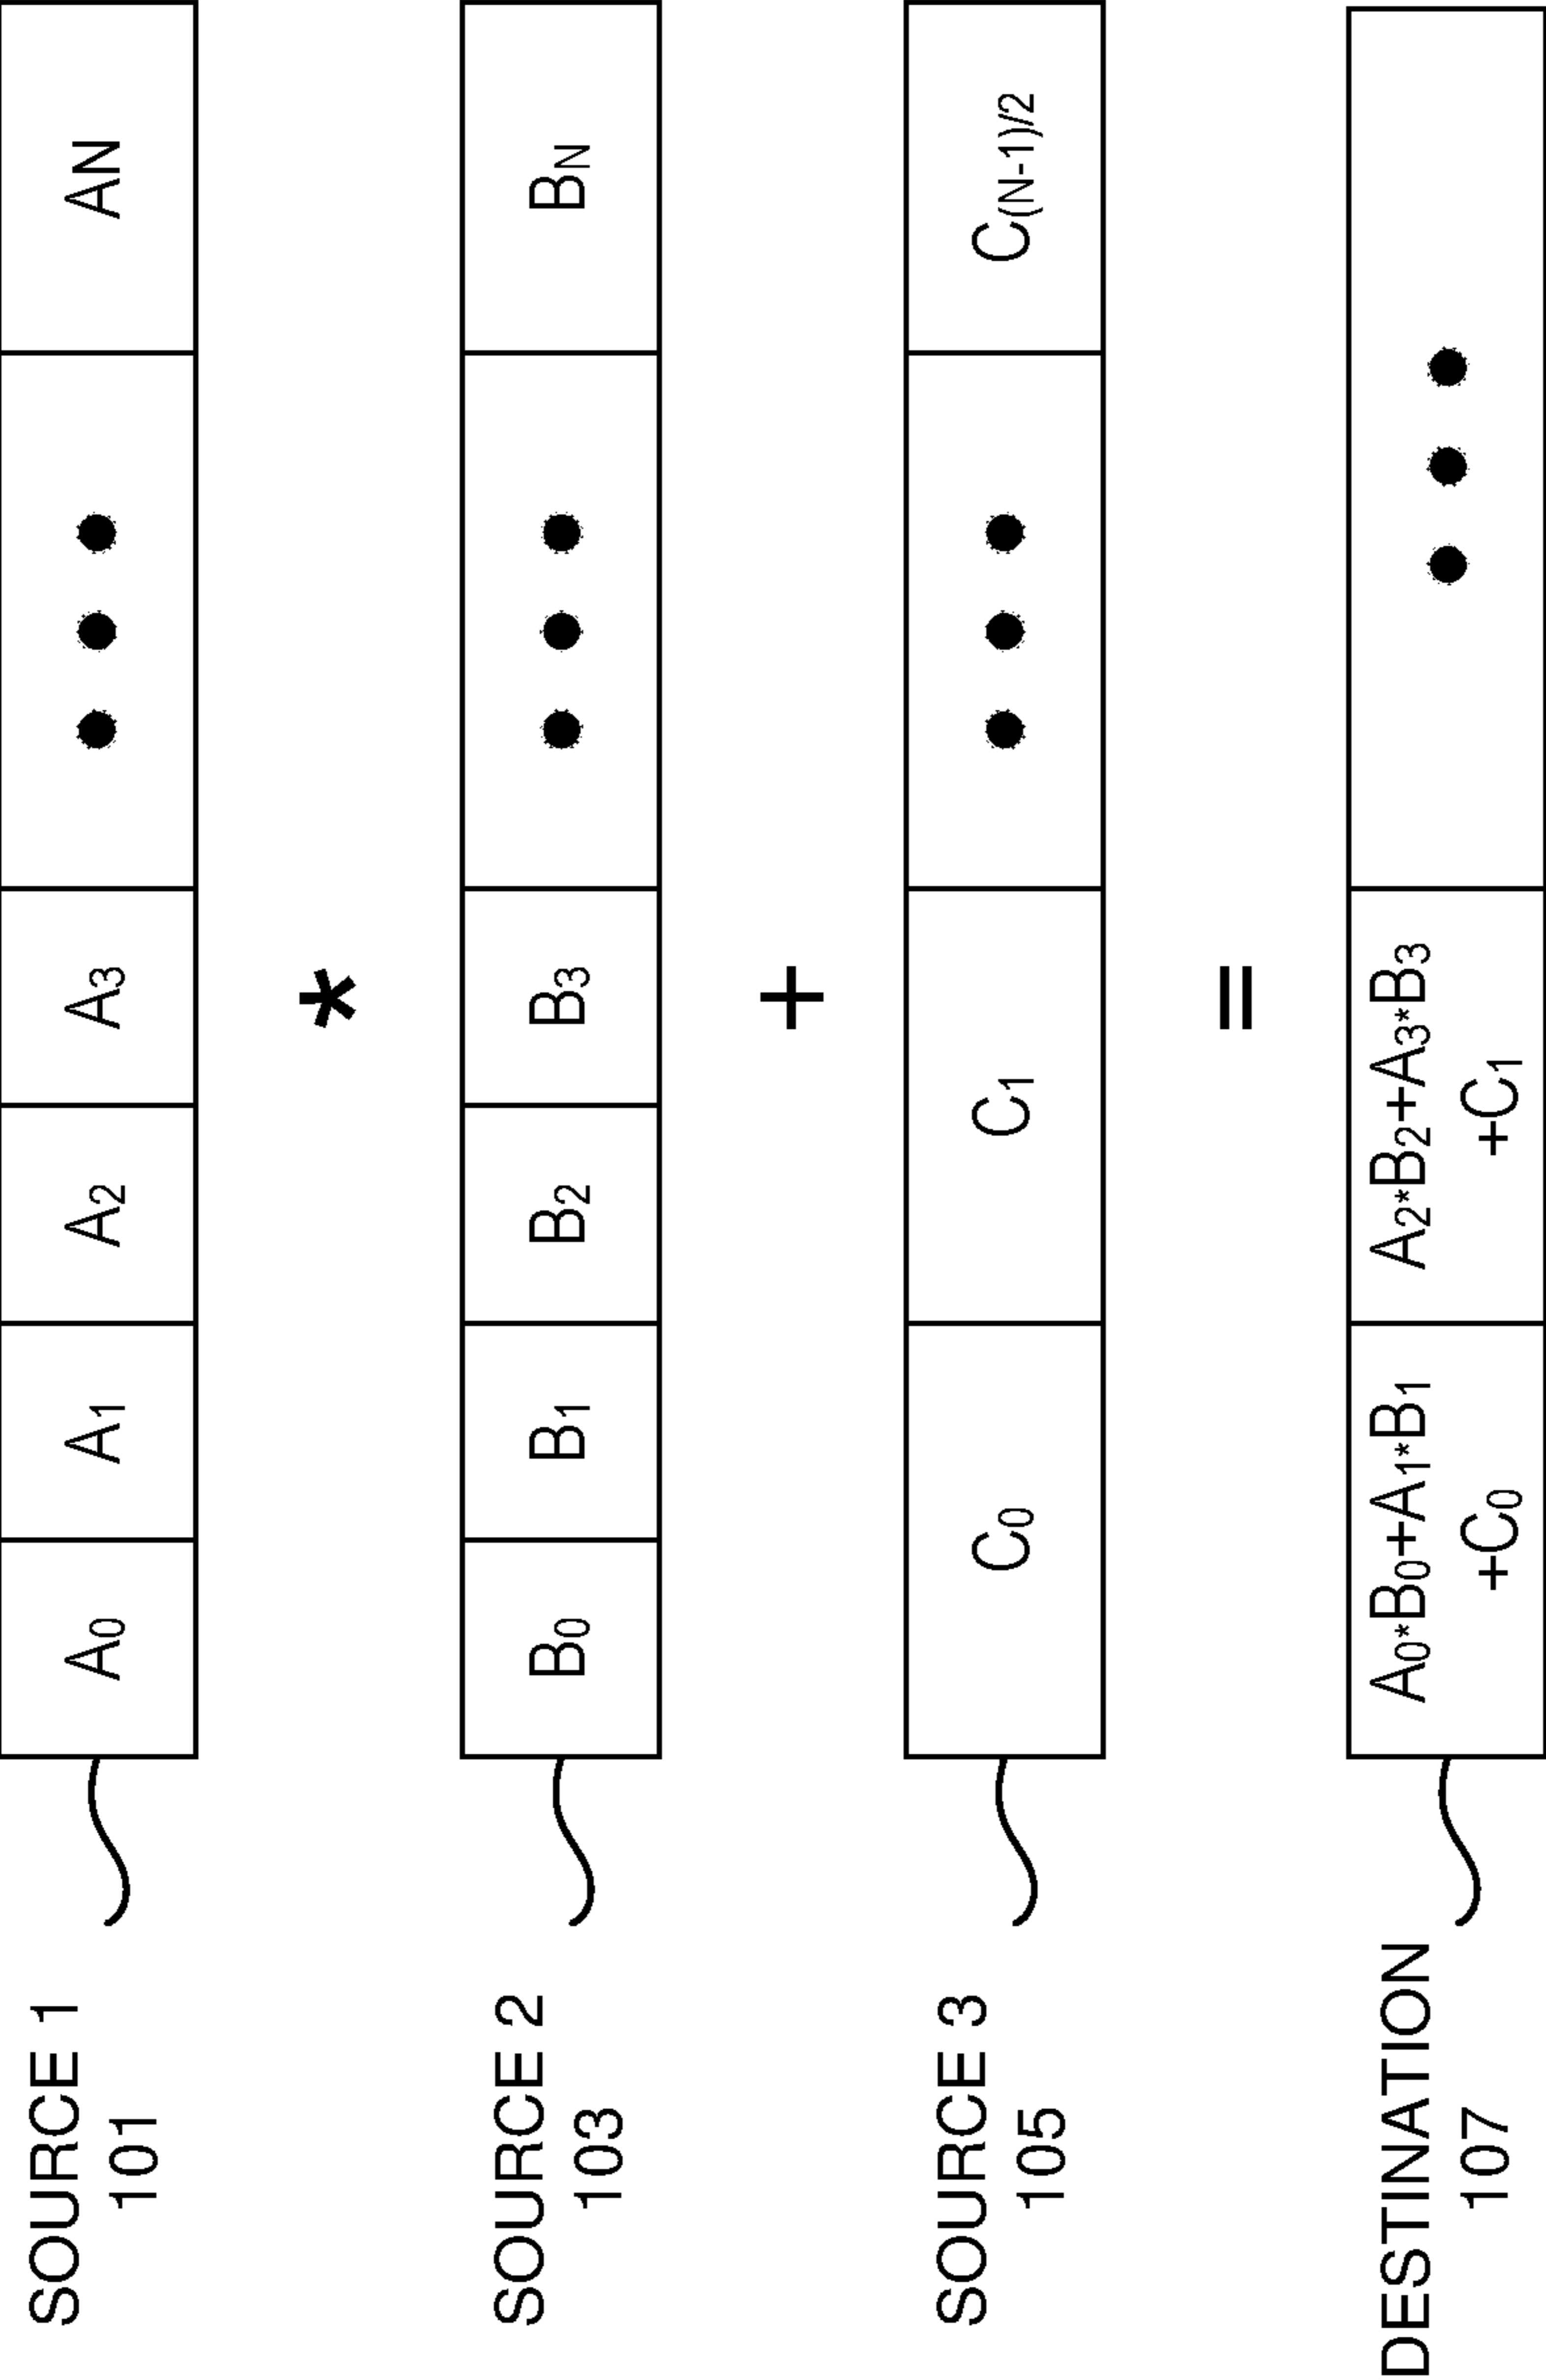 SOURCE 1
101
A0 A1 A2 A3 AN
*
SOURCE 2
103
B0 B1 B2 B3 BN
+
SOURCE 3
105
C0 C1 C(N-1)/2
=
DESTINATION
107
A0*B0+A1*B1
+C0
A2*B2+A3*B3
+C1